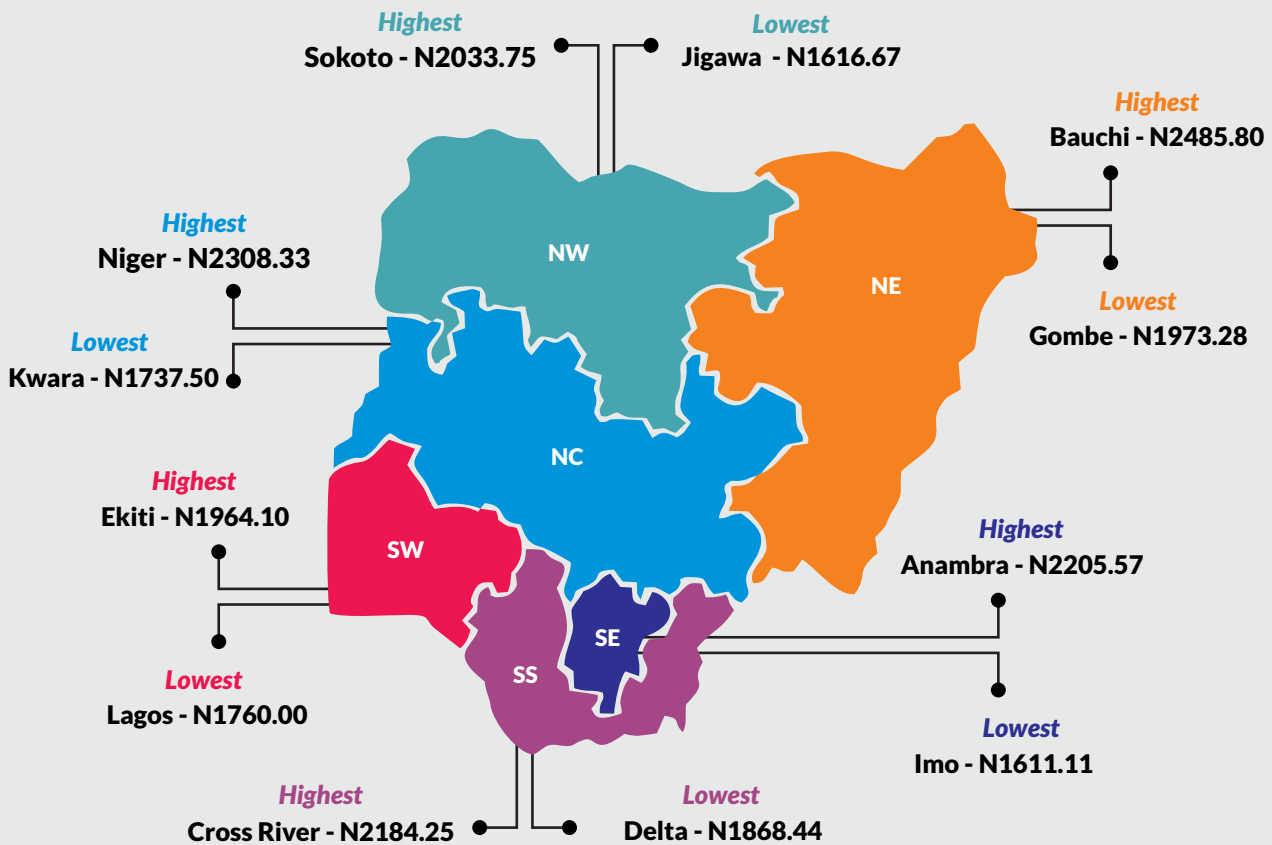 Highest
Sokoto - N2033.75
Lowest
Jigawa - N1616.67
Highest
Bauchi - N2485.80
Highest
Niger - N2308.33
NW
NE
Lowest
Gombe - N1973.28
Lowest
Kwara - N1737.50
NC
Highest
Ekiti - N1964.10
SW
Highest
Anambra - N2205.57
SE
SS
Lowest
Lagos - N1760.00
Lowest
Imo - N1611.11
Highest
Cross River - N2184.25
Lowest
Delta - N1868.44